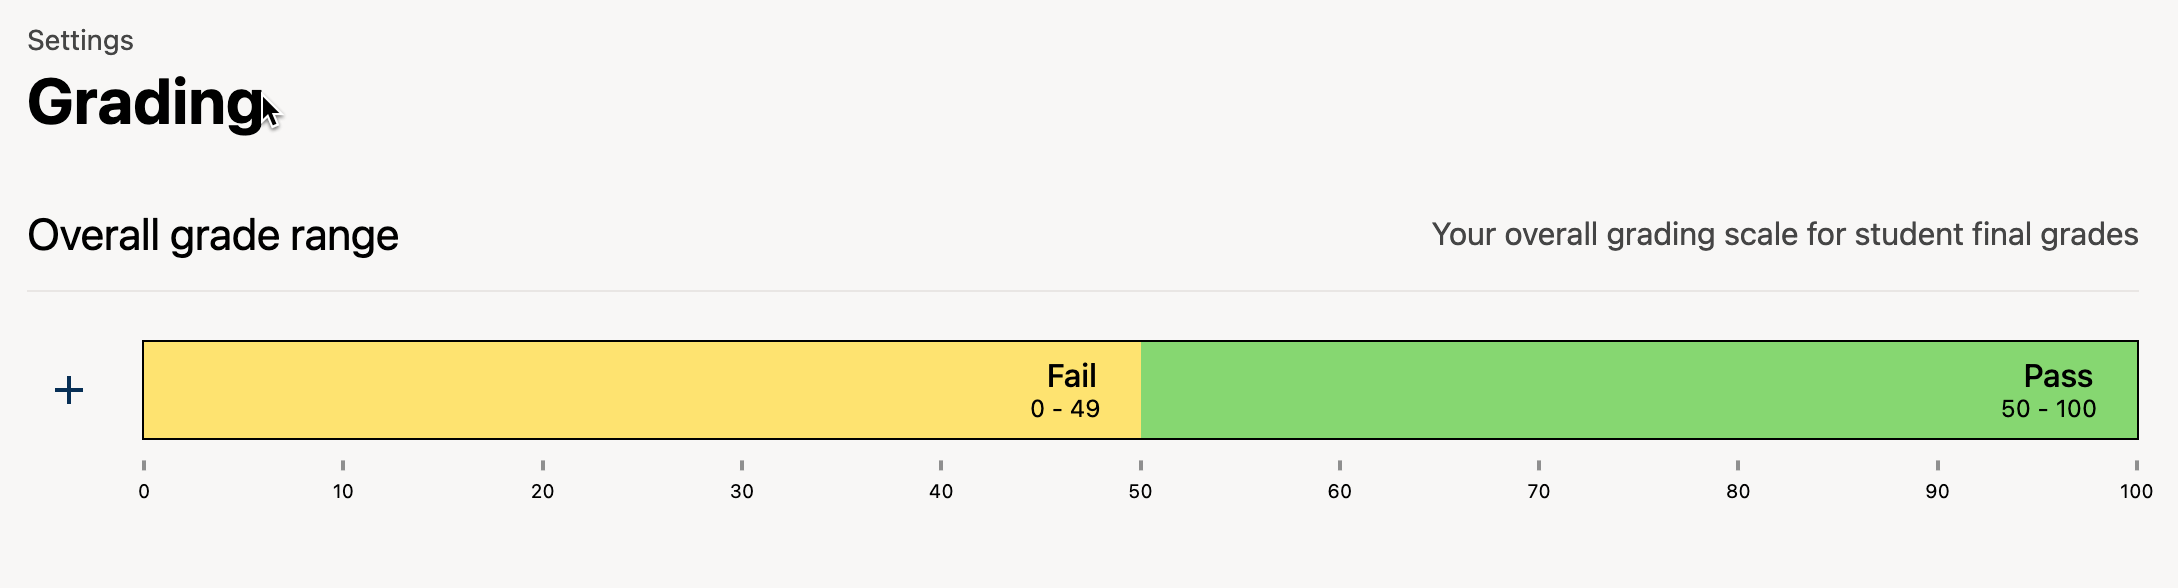 Settings
Grading
Overall grade range
Your overall grading scale for student final grades
Fail
0 - 49
Pass
50 - 100
0 10 20 30 40 50 60 70 80 90 100